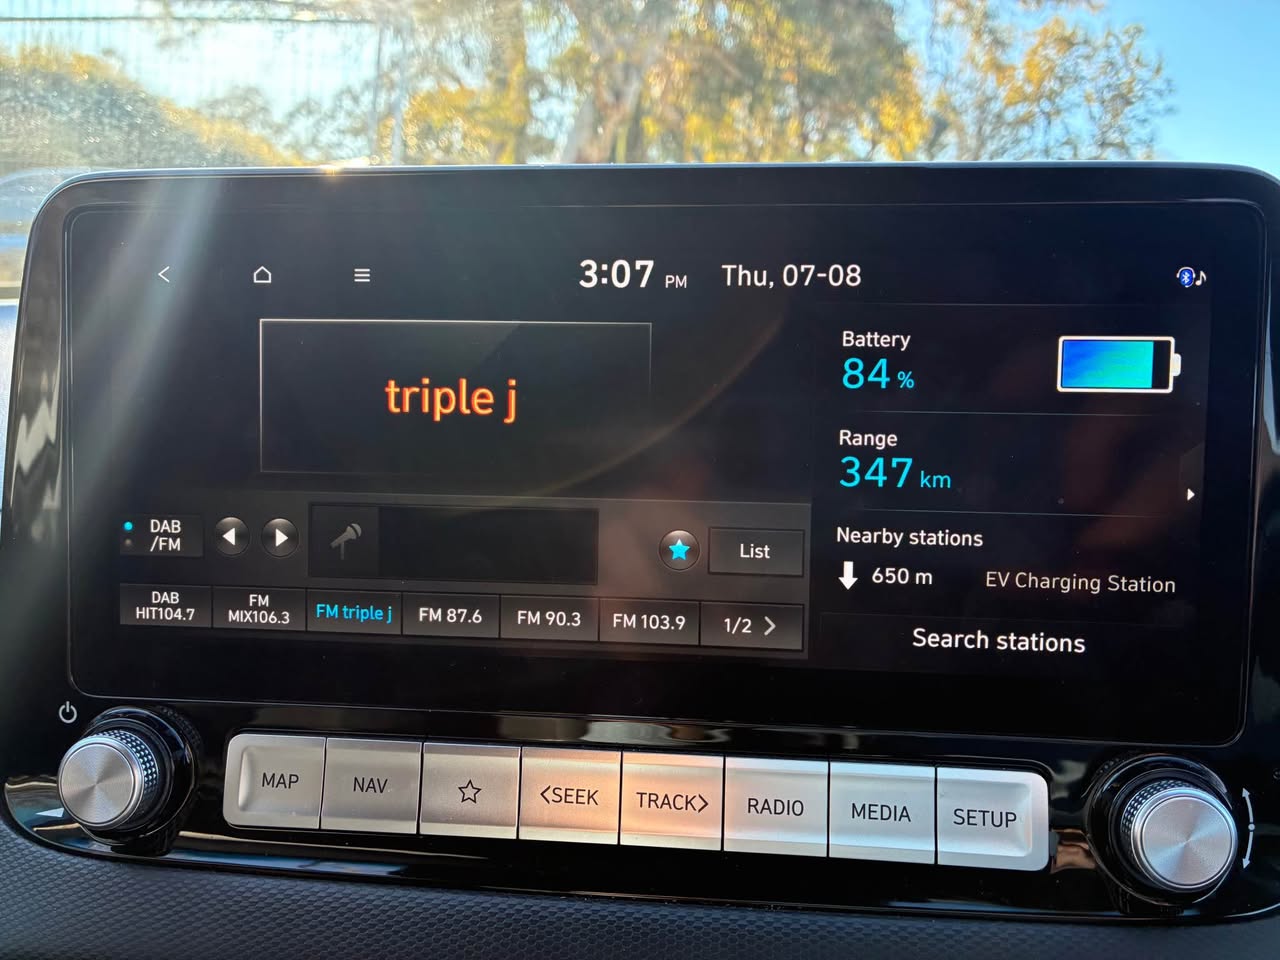 3:07 PM Thu, 07-08
triple j
Battery
84 %
Range
347 km
Nearby stations
650 m EV Charging Station
Search stations
DAB
/FM
List
DAB
HIT104.7
FM
MIX106.3
FM triple j
FM 87.6
FM 90.3
FM 103.9
1/2
MAP
NAV
<SEEK
TRACK>
RADIO
MEDIA
SETUP